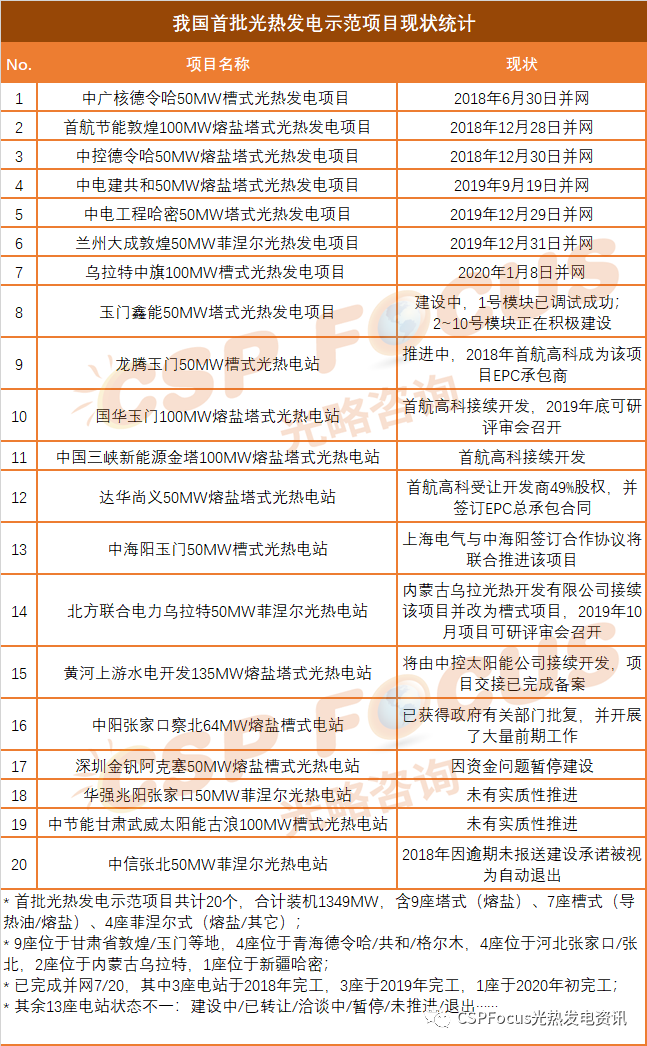 我国首批光热发电示范项目现状统计
No. 项目名称 现状
1 中广核德令哈50MW槽式光热发电项目 2018年6月30日并网
2 首航节能敦煌100MW熔盐塔式光热发电项目 2018年12月28日并网
3 中控德令哈50MW熔盐塔式光热发电项目 2018年12月30日并网
4 中电建共和50MW熔盐塔式光热发电项目 2019年9月19日并网
5 中电工程哈密50MW塔式光热发电项目 2019年12月29日并网
6 兰州大成敦煌50MW菲涅尔光热发电项目 2019年12月31日并网
7 乌拉特中旗100MW槽式光热发电项目 2020年1月8日并网
8 玉门鑫能50MW塔式光热发电项目 建设中，1号模块已调试成功；
2~10号模块正在积极建设
9 龙腾玉门50MW槽式光热电站 推进中，2018年首航高科成为该项
目EPC承包商
10 国华玉门100MW熔盐塔式光热电站 首航高科接续开发，2019年底可研
评审会召开
11 中国三峡新能源金塔100MW熔盐塔式光热电站 首航高科接续开发
12 达华尚义50MW熔盐塔式光热电站 首航高科受让开发商49%股权，并
签订EPC总承包合同
13 中海阳玉门50MW槽式光热电站 上海电气与中海阳签订合作协议将
联合推进该项目
14 北方联合电力乌拉特50MW菲涅尔光热电站 内蒙古乌拉光热开发有限公司接续
该项目并改为槽式项目，2019年10
月项目可研评审会召开
15 黄河上游水电开发135MW熔盐塔式光热电站 将由中控太阳能公司接续开发，项
目交接已完成备案
16 中阳张家口察北64MW熔盐槽式电站 已获得政府有关部门批复，并开展
了大量前期工作
17 深圳金钒阿克塞50MW熔盐槽式光热电站 因资金问题暂停建设
18 华强兆阳张家口50MW菲涅尔光热电站 未有实质性推进
19 中节能甘肃武威太阳能古浪100MW槽式光热电站 未有实质性推进
20 中信张北50MW菲涅尔光热电站 2018年因逾期未报送建设承诺被视
为自动退出
* 首批光热发电示范项目共计20个，合计装机1349MW，含9座塔式（熔盐）、7座槽式（导
热油/熔盐）、4座菲涅尔式（熔盐/其它）；
* 9座位于甘肃省敦煌/玉门等地，4座位于青海德令哈/共和/格尔木，4座位于河北张家口/张
北，2座位于内蒙古乌拉特，1座位于新疆哈密；
* 已完成并网7/20，其中3座电站于2018年完工，3座于2019年完工，1座于2020年初完工；
* 其余13座电站状态不一：建设中/已转让/洽谈中/暂停/未推进/退出……
CSP FOCUS
光略咨询
CSP FOCUS
光略咨询
CSPFocus光热发电资讯